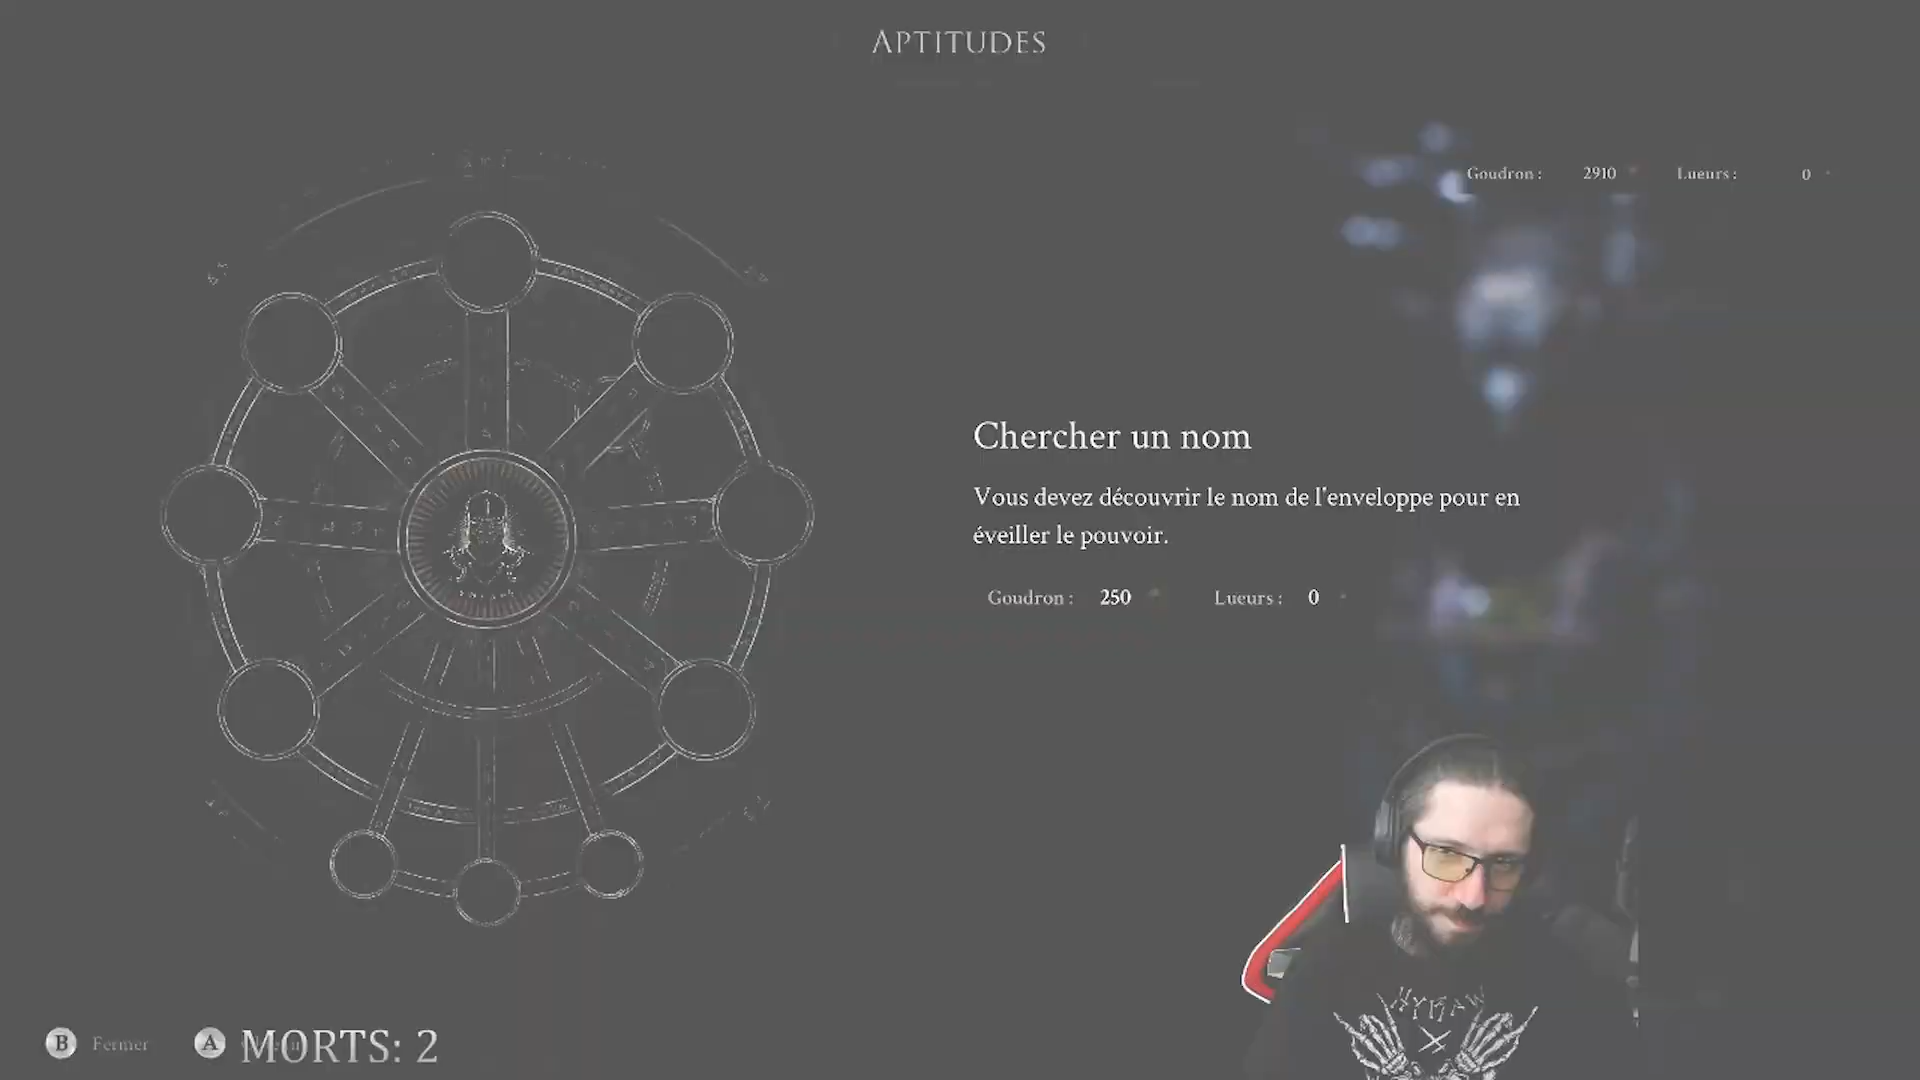 APTITUDES
Goudron : 2910 Lueurs : 0
Chercher un nom
Vous devez découvrir le nom de l'enveloppe pour en
éveiller le pouvoir.
Goudron : 250 Lueurs : 0
B Fermer A MORTS: 2